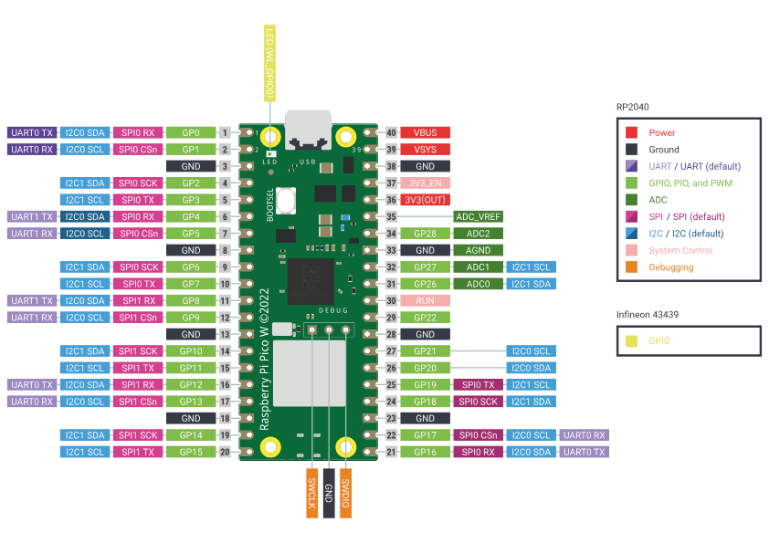 LED (WL_GPIO0)
UART0 TX I2C0 SDA SPI0 RX GP0 1
UART0 RX I2C0 SCL SPI0 CSn GP1 2
GND 3
I2C1 SDA SPI0 SCK GP2 4
I2C1 SCL SPI0 TX GP3 5
UART1 TX I2C0 SDA SPI0 RX GP4 6
UART1 RX I2C0 SCL SPI0 CSn GP5 7
GND 8
I2C1 SDA SPI0 SCK GP6 9
I2C1 SCL SPI0 TX GP7 10
UART1 TX I2C0 SDA SPI1 RX GP8 11
UART1 RX I2C0 SCL SPI1 CSn GP9 12
GND 13
I2C1 SDA SPI1 SCK GP10 14
I2C1 SCL SPI1 TX GP11 15
UART0 TX I2C0 SDA SPI1 RX GP12 16
UART0 RX I2C0 SCL SPI1 CSn GP13 17
GND 18
I2C1 SDA SPI1 SCK GP14 19
I2C1 SCL SPI1 TX GP15 20
1
2
39
LED
USB
BOOTSEL
DEBUG
Raspberry Pi Pico W ©2022
SWCLK
GND
SWDIO
40 VBUS
39 VSYS
38 GND
37 3V3_EN
36 3V3(OUT)
35 ADC_VREF
34 GP28 ADC2
33 GND AGND
32 GP27 ADC1 I2C1 SCL
31 GP26 ADC0 I2C1 SDA
30 RUN
29 GP22
28 GND
27 GP21 I2C0 SCL
26 GP20 I2C0 SDA
25 GP19 SPI0 TX I2C1 SCL
24 GP18 SPI0 SCK I2C1 SDA
23 GND
22 GP17 SPI0 CSn I2C0 SCL UART0 RX
21 GP16 SPI0 RX I2C0 SDA UART0 TX
RP2040
Power
Ground
UART / UART (default)
GPIO, PIO, and PWM
ADC
SPI / SPI (default)
I2C / I2C (default)
System Control
Debugging
Infineon 43439
GPIO